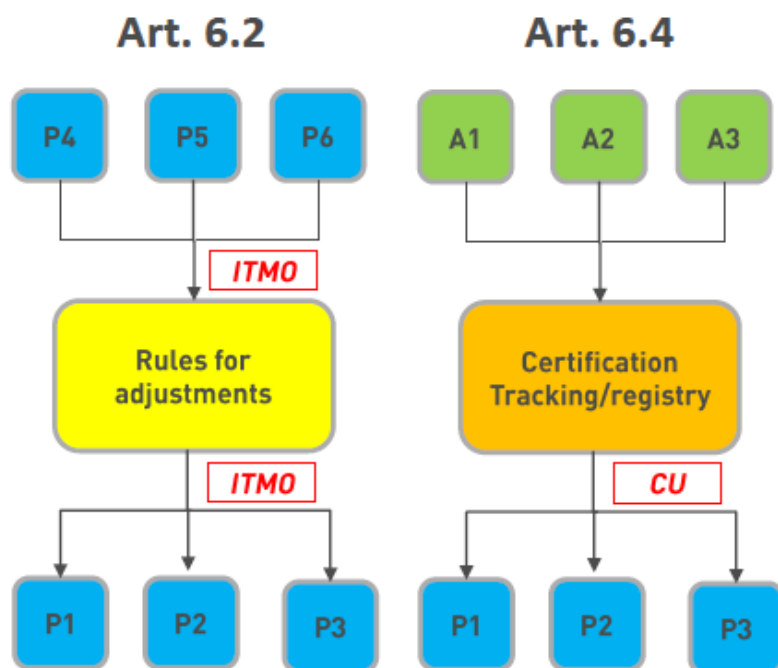 Art. 6.2
Art. 6.4
P4
P5
P6
A1
A2
A3
ITMO
Rules for
adjustments
Certification
Tracking/registry
ITMO
CU
P1
P2
P3
P1
P2
P3